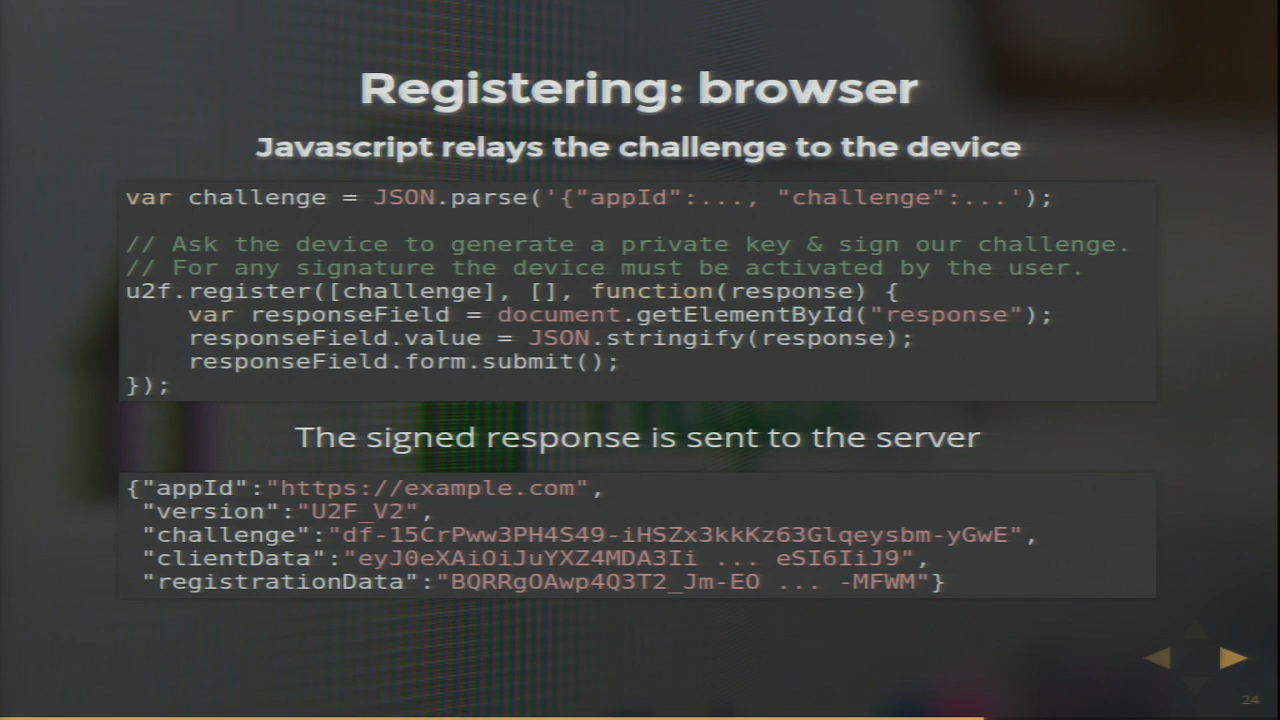 Registering: browser
Javascript relays the challenge to the device
var challenge = JSON.parse('{"appId":..., "challenge":...');
// Ask the device to generate a private key & sign our challenge.
// For any signature the device must be activated by the user.
u2f.register([challenge], [], function(response) {
    var responseField = document.getElementById("response");
    responseField.value = JSON.stringify(response);
    responseField.form.submit();
});
The signed response is sent to the server
{"appId":"https://example.com",
 "version":"U2F_V2",
 "challenge":"df-15CrPww3PH4S49-iHSZx3kkKz63Glqeysbm-yGwE",
 "clientData":"eyJ0eXAiOiJuYXZ4MDA3Ii ... eSI6IiJ9",
 "registrationData":"BQRRgOAwp4Q3T2_Jm-EO ... -MFWM"}
24